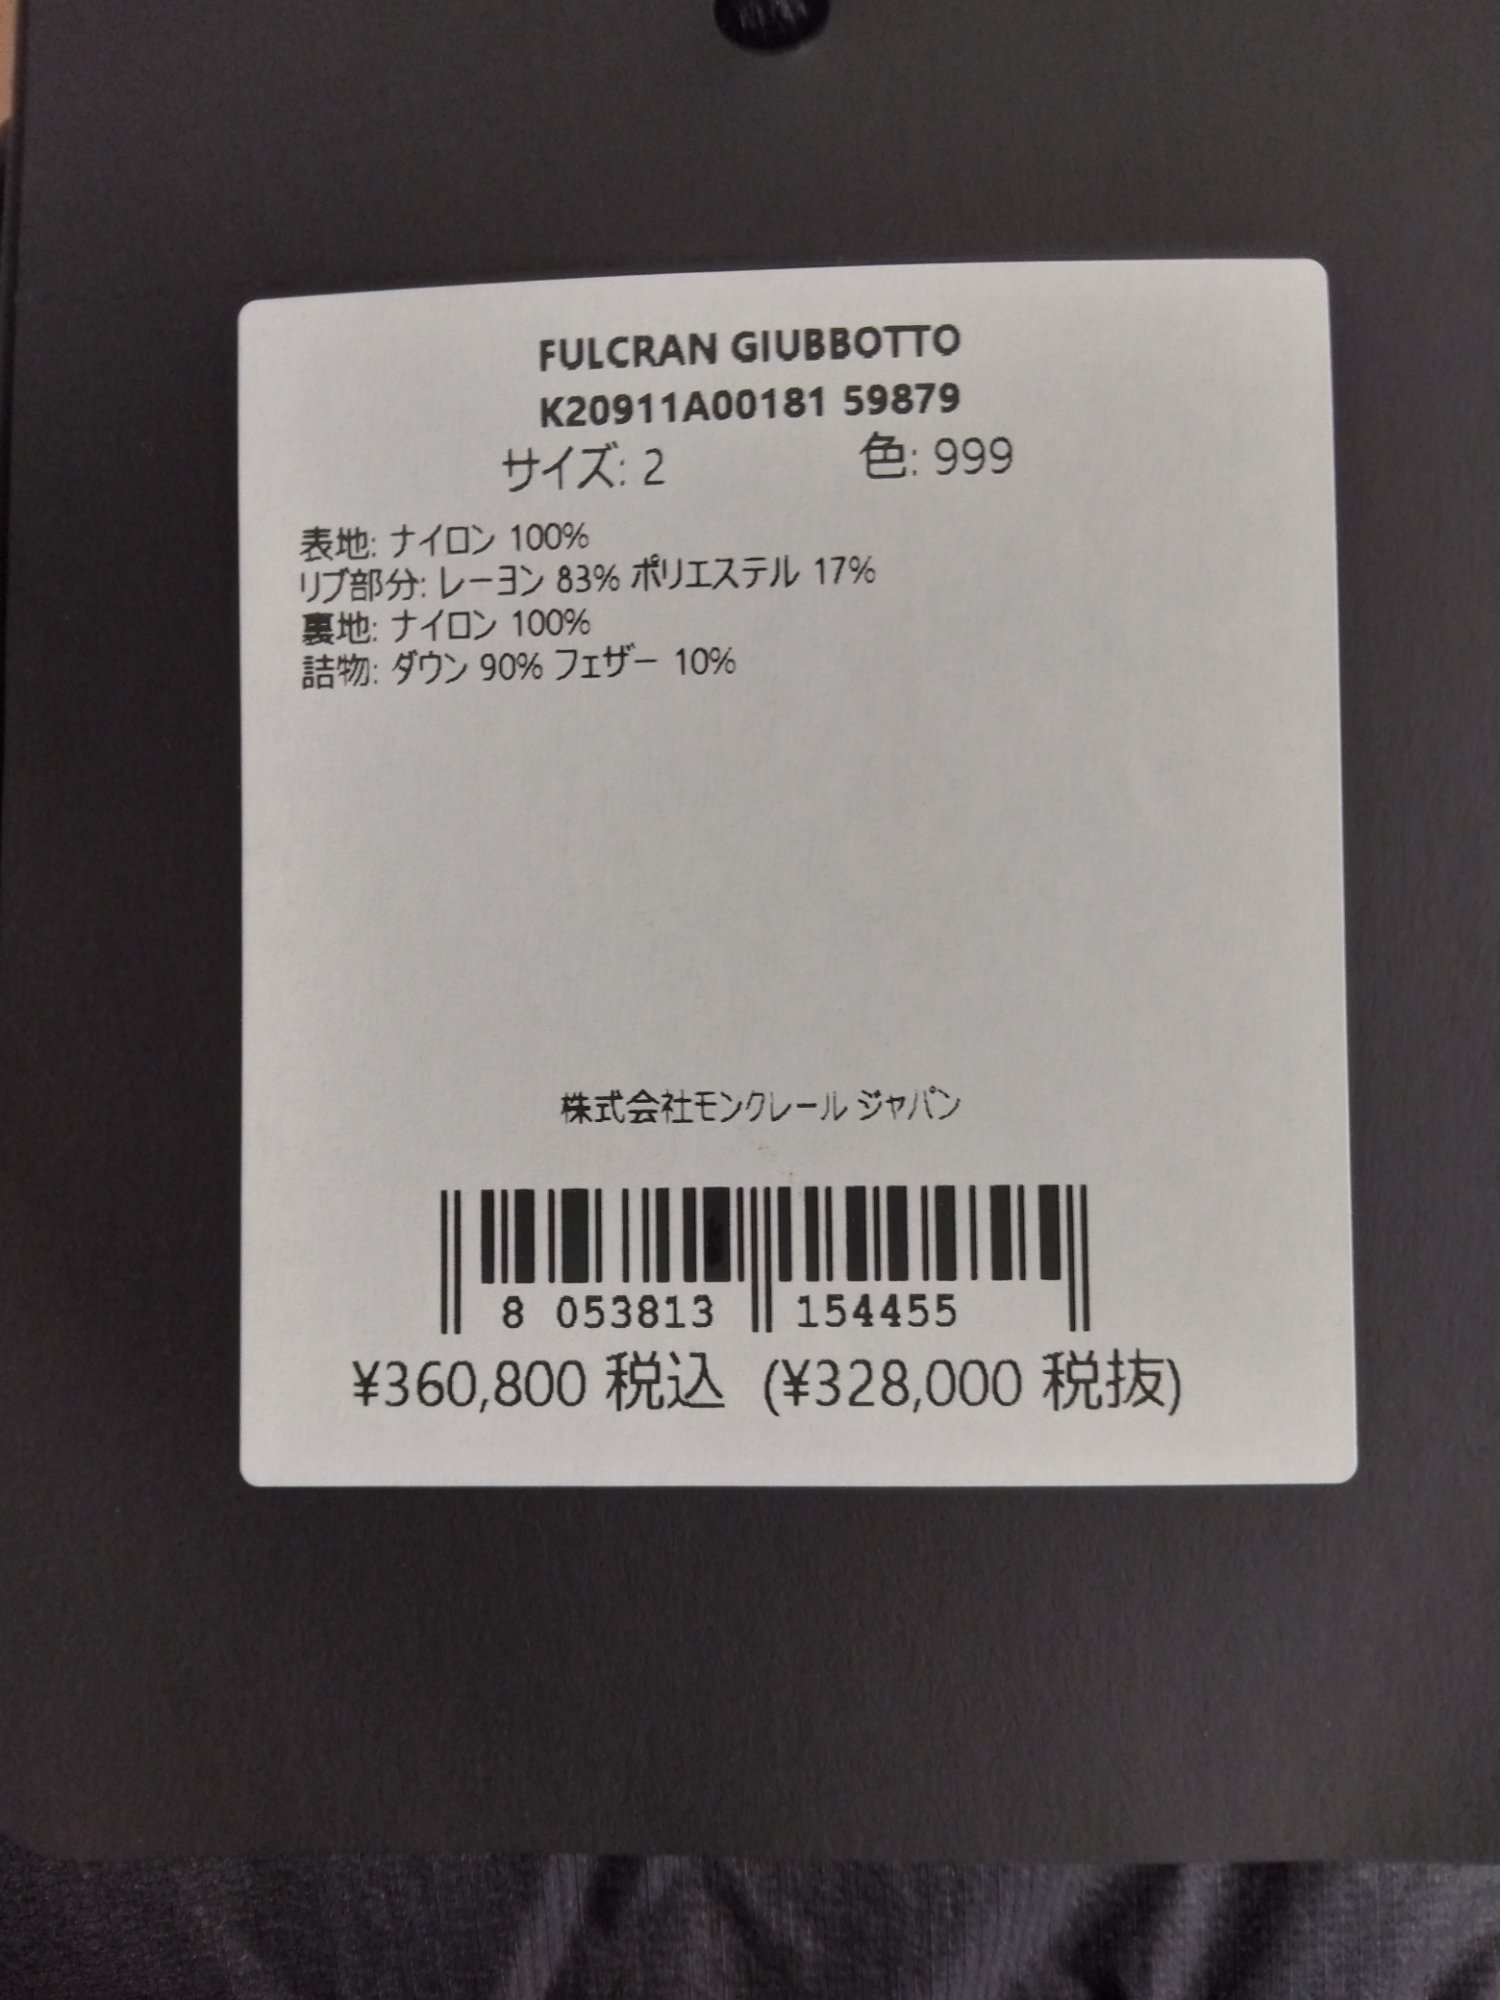 FULCRAN GIUBBOTTO
K20911A00181 59879
サイズ: 2 色: 999
表地: ナイロン 100%
リブ部分: レーヨン 83% ポリエステル 17%
裏地: ナイロン 100%
詰物: ダウン 90% フェザー 10%
株式会社モンクレール ジャパン
8 053813 154455
¥360,800 税込 (¥328,000 税抜)